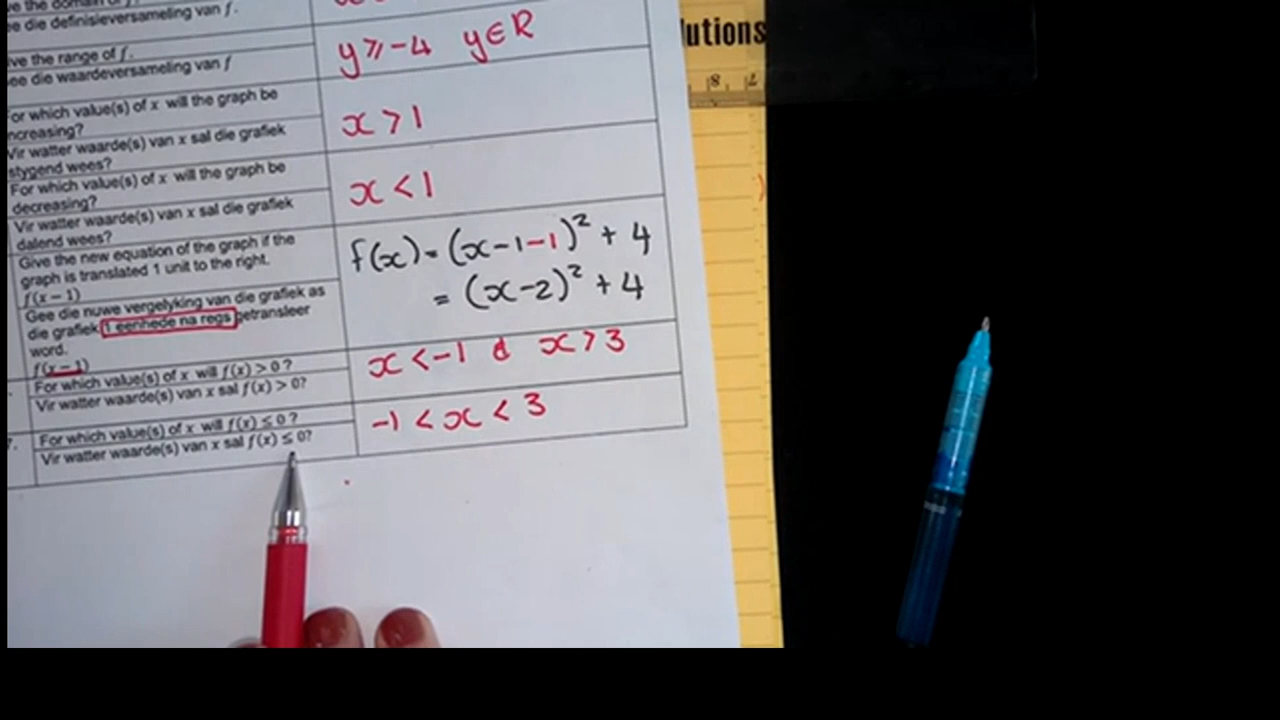 ee die definisieversameling van f.
ve the range of f.
ee die waardeversameling van f
y ≥ -4 y ∈ R
or which value(s) of x will the graph be
ncreasing?
Vir watter waarde(s) van x sal die grafiek
stygend wees?
x > 1
For which value(s) of x will the graph be
decreasing?
Vir watter waarde(s) van x sal die grafiek
dalend wees?
x < 1
Give the new equation of the graph if the
graph is translated 1 unit to the right.
f(x − 1)
Gee die nuwe vergelyking van die grafiek as
die grafiek 1 eenhede na regs getransleer
word.
f(x − 1)
f(x) = (x-1-1)² + 4
= (x-2)² + 4
For which value(s) of x will f(x) > 0 ?
Vir watter waarde(s) van x sal f(x) > 0?
x < -1 & x > 3
7.
For which value(s) of x will f(x) ≤ 0 ?
Vir watter waarde(s) van x sal f(x) ≤ 0?
-1 < x < 3
lutions
8 7